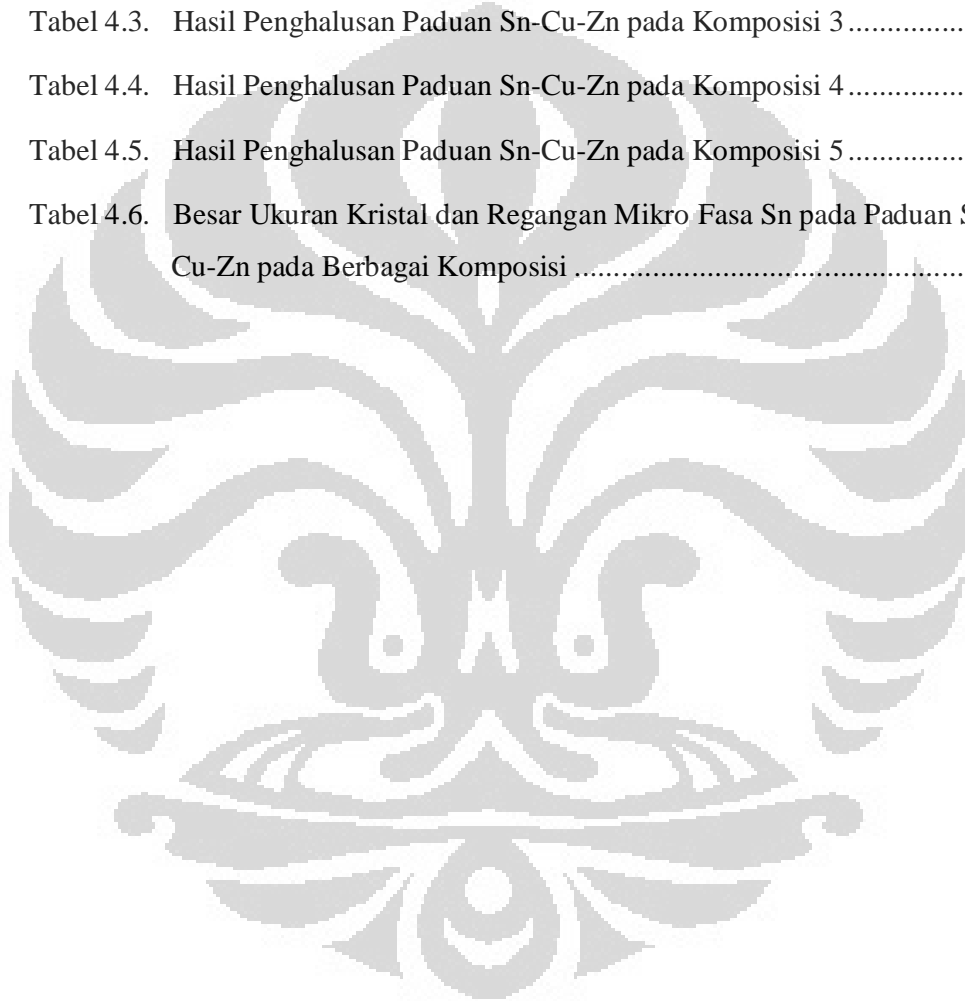 Tabel 4.3. Hasil Penghalusan Paduan Sn-Cu-Zn pada Komposisi 3...............
Tabel 4.4. Hasil Penghalusan Paduan Sn-Cu-Zn pada Komposisi 4...............
Tabel 4.5. Hasil Penghalusan Paduan Sn-Cu-Zn pada Komposisi 5...............
Tabel 4.6. Besar Ukuran Kristal dan Regangan Mikro Fasa Sn pada Paduan
Cu-Zn pada Berbagai Komposisi ..................................................